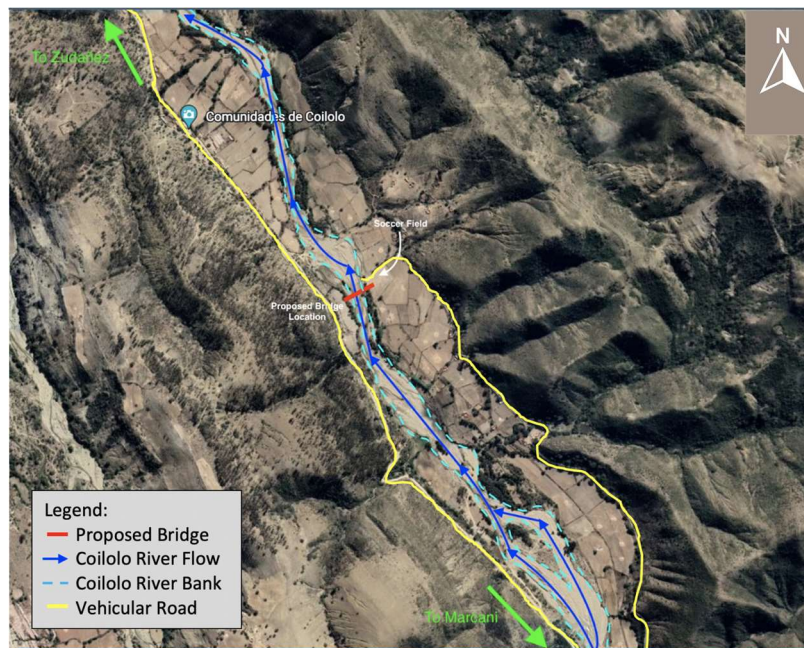 N
To Zudañez
Comunidades de Coilolo
Soccer Field
Proposed Bridge
Location
Legend:
Proposed Bridge
Coilolo River Flow
Coilolo River Bank
Vehicular Road
To Marcani